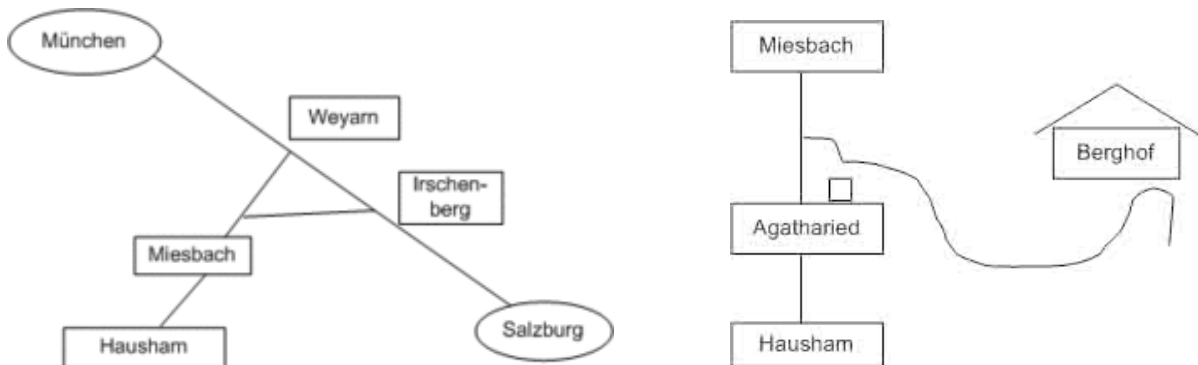 München
Weyarn
Irschen-
berg
Miesbach
Hausham
Salzburg
Miesbach
Berghof
Agatharied
Hausham